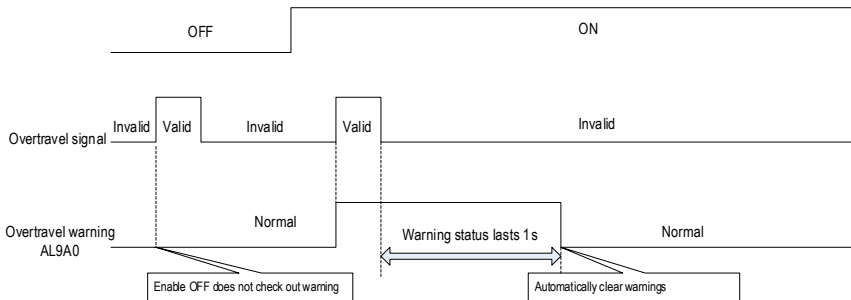 OFF
ON
Overtravel signal
Invalid
Valid
Invalid
Valid
Invalid
Overtravel warning
AL9A0
Normal
Warning status lasts 1s
Normal
Enable OFF does not check out warning
Automatically clear warnings